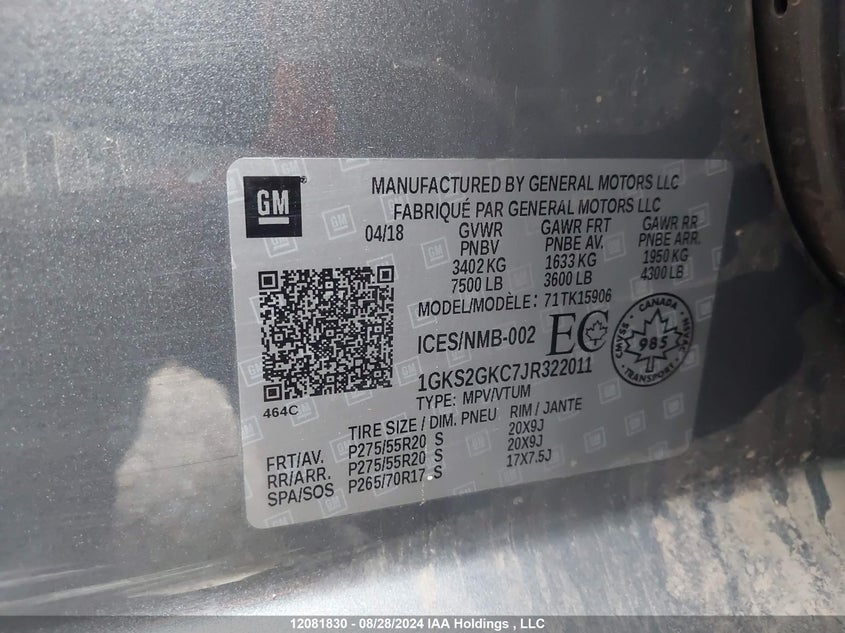 GM
MANUFACTURED BY GENERAL MOTORS LLC
FABRIQUÉ PAR GENERAL MOTORS LLC
04/18 GVWR GAWR FRT GAWR RR
PNBV PNBE AV. PNBE ARR.
3402 KG 1633 KG 1950 KG
7500 LB 3600 LB 4300 LB
MODEL/MODÈLE: 71TK15906
ICES/NMB-002 EC
CANADA
985
TRANSPORT
CMVSS
NSVAC
1GKS2GKC7JR322011
TYPE: MPV/VTUM
464C
TIRE SIZE / DIM. PNEU RIM / JANTE
FRT/AV. P275/55R20 S 20X9J
RR/ARR. P275/55R20 S 20X9J
SPA/SOS P265/70R17 S 17X7.5J
12081830 - 08/28/2024 IAA Holdings , LLC